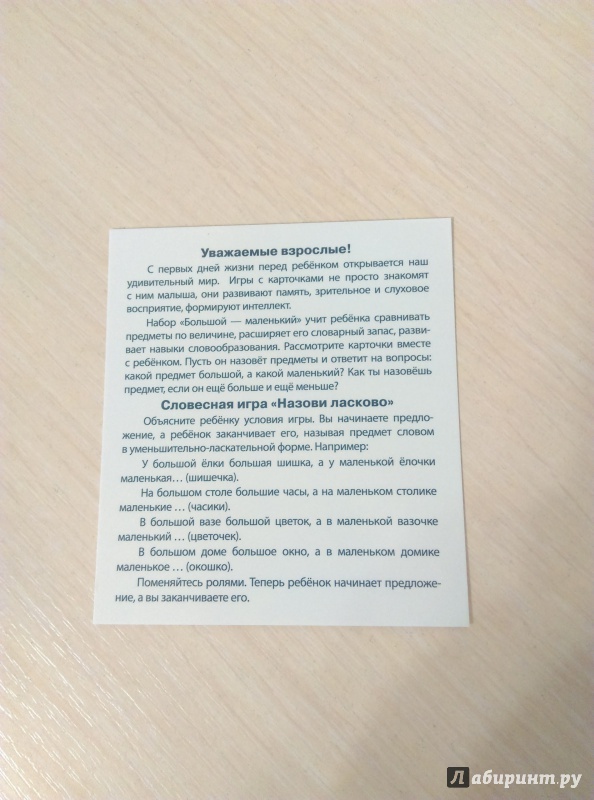 Уважаемые взрослые!
С первых дней жизни перед ребёнком открывается наш
удивительный мир. Игры с карточками не просто знакомят
с ним малыша, они развивают память, зрительное и слуховое
восприятие, формируют интеллект.
Набор «Большой — маленький» учит ребёнка сравнивать
предметы по величине, расширяет его словарный запас, разви-
вает навыки словообразования. Рассмотрите карточки вместе
с ребёнком. Пусть он назовёт предметы и ответит на вопросы:
какой предмет большой, а какой маленький? Как ты назовёшь
предмет, если он ещё больше и ещё меньше?
Словесная игра «Назови ласково»
Объясните ребёнку условия игры. Вы начинаете предло-
жение, а ребёнок заканчивает его, называя предмет словом
в уменьшительно-ласкательной форме. Например:
У большой ёлки большая шишка, а у маленькой ёлочки
маленькая… (шишечка).
На большом столе большие часы, а на маленьком столике
маленькие … (часики).
В большой вазе большой цветок, а в маленькой вазочке
маленький … (цветочек).
В большом доме большое окно, а в маленьком домике
маленькое … (окошко).
Поменяйтесь ролями. Теперь ребёнок начинает предложе-
ние, а вы заканчиваете его.
Лабиринт.ру